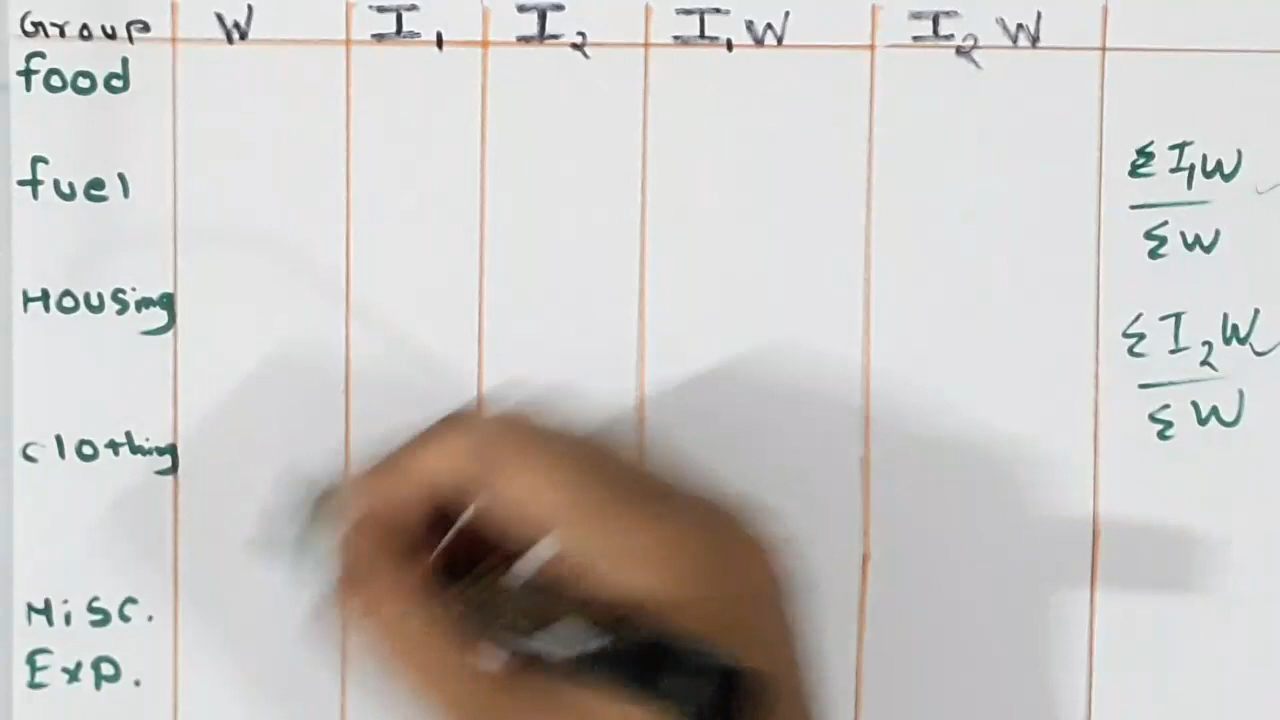 Group W I₁ I₂ I₁W I₂W
food
fuel
Housing
clothing
Misc.
Exp.
ΣI₁W
ΣW
ΣI₂W
ΣW